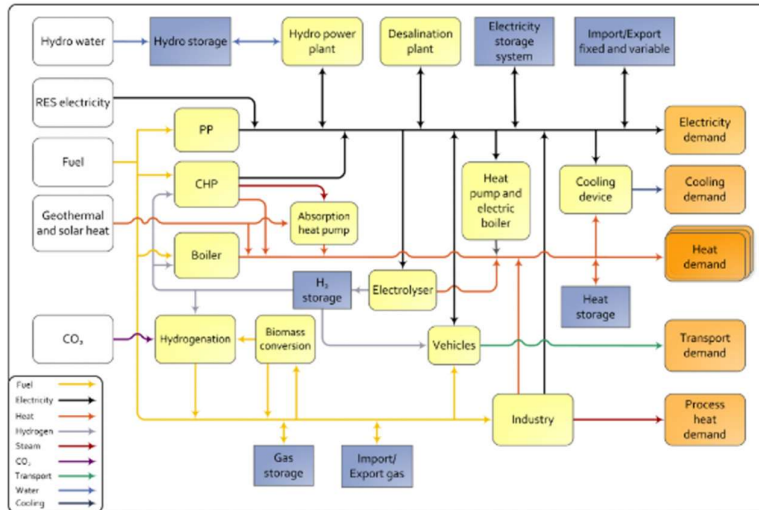 Hydro water
Hydro storage
Hydro power
plant
Desalination
plant
Electricity
storage
system
Import/Export
fixed and variable
RES electricity
PP
Electricity
demand
Fuel
CHP
Heat
pump and
electric
boiler
Cooling
device
Cooling
demand
Geothermal
and solar heat
Absorption
heat pump
Boiler
Heat
demand
H₂
storage
Electrolyser
Heat
storage
CO₂
Hydrogenation
Biomass
conversion
Vehicles
Transport
demand
Fuel
Electricity
Heat
Hydrogen
Steam
CO₂
Transport
Water
Cooling
Industry
Process
heat
demand
Gas
storage
Import/
Export gas